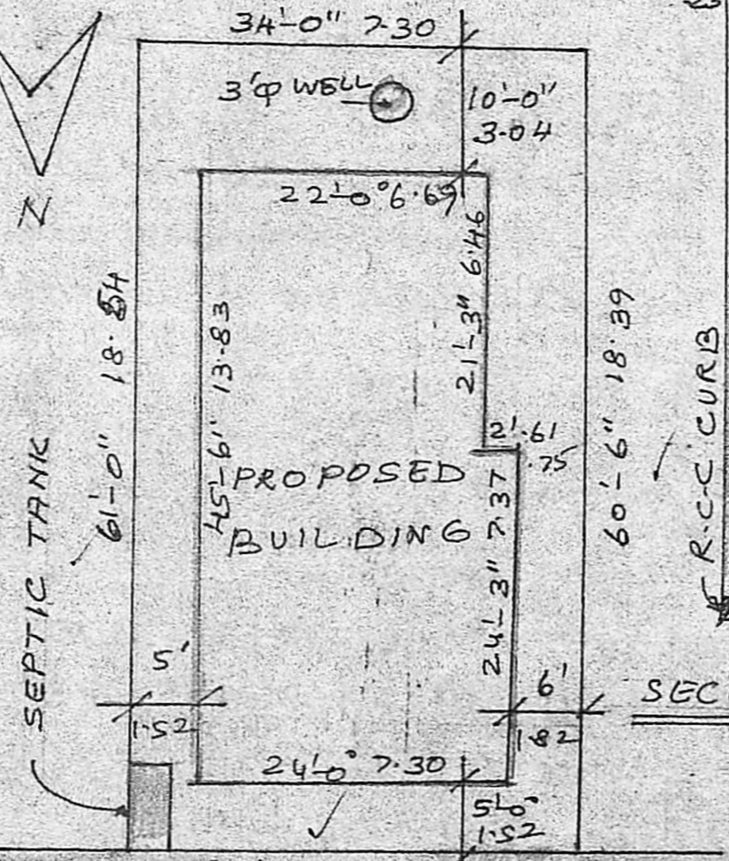 34'-0" 7.30
3'φ WELL
10'-0"
3.04
22'-0" 6.69
N
21'-3" 6.46
18.54
61'-0"
45'-6" 13.83
60'-6" 18.39
2'.61
.75
PROPOSED
BUILDING
24'-3" 7.37
R.C.C CURB
SEPTIC TANK
5'
1.52
6'
1.82
SEC
24'-0" 7.30
5'-0"
1.52